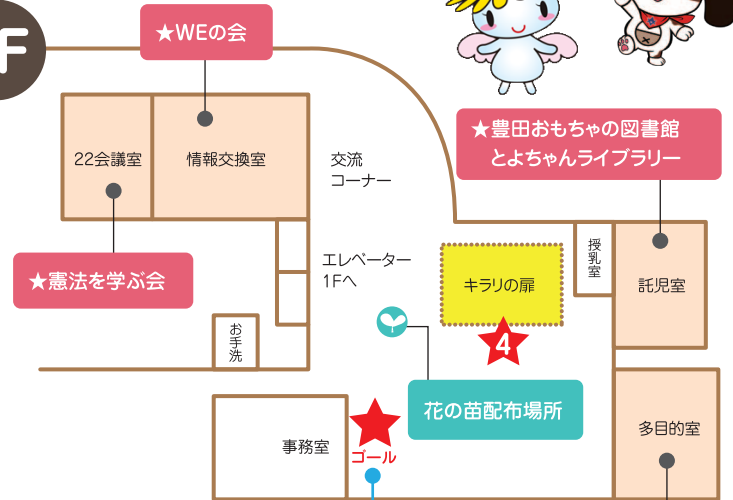 F
★WEの会
★豊田おもちゃの図書館
とよちゃんライブラリー
22会議室
情報交換室
交流
コーナー
★憲法を学ぶ会
エレベーター
1Fへ
授乳室
託児室
キラリの扉
4
お手洗
花の苗配布場所
事務室
ゴール
多目的室